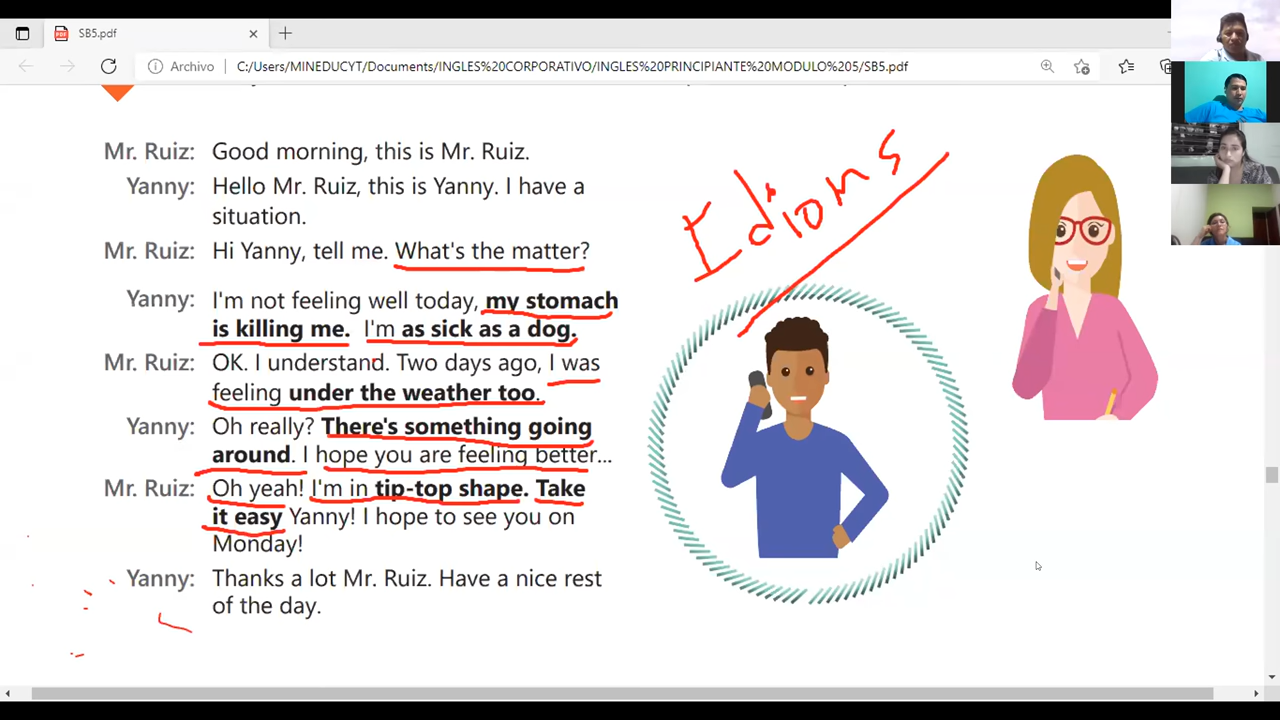 SB5.pdf
Archivo
C:/Users/MINEDUCYT/Documents/INGLES%20CORPORATIVO/INGLES%20PRINCIPIANTE%20MODULO%205/SB5.pdf
Mr. Ruiz: Good morning, this is Mr. Ruiz.
Yanny: Hello Mr. Ruiz, this is Yanny. I have a
situation.
Mr. Ruiz: Hi Yanny, tell me. What's the matter?
Yanny: I'm not feeling well today, my stomach
is killing me. I'm as sick as a dog.
Mr. Ruiz: OK. I understand. Two days ago, I was
feeling under the weather too.
Yanny: Oh really? There's something going
around. I hope you are feeling better...
Mr. Ruiz: Oh yeah! I'm in tip-top shape. Take
it easy Yanny! I hope to see you on
Monday!
Yanny: Thanks a lot Mr. Ruiz. Have a nice rest
of the day.
Idioms